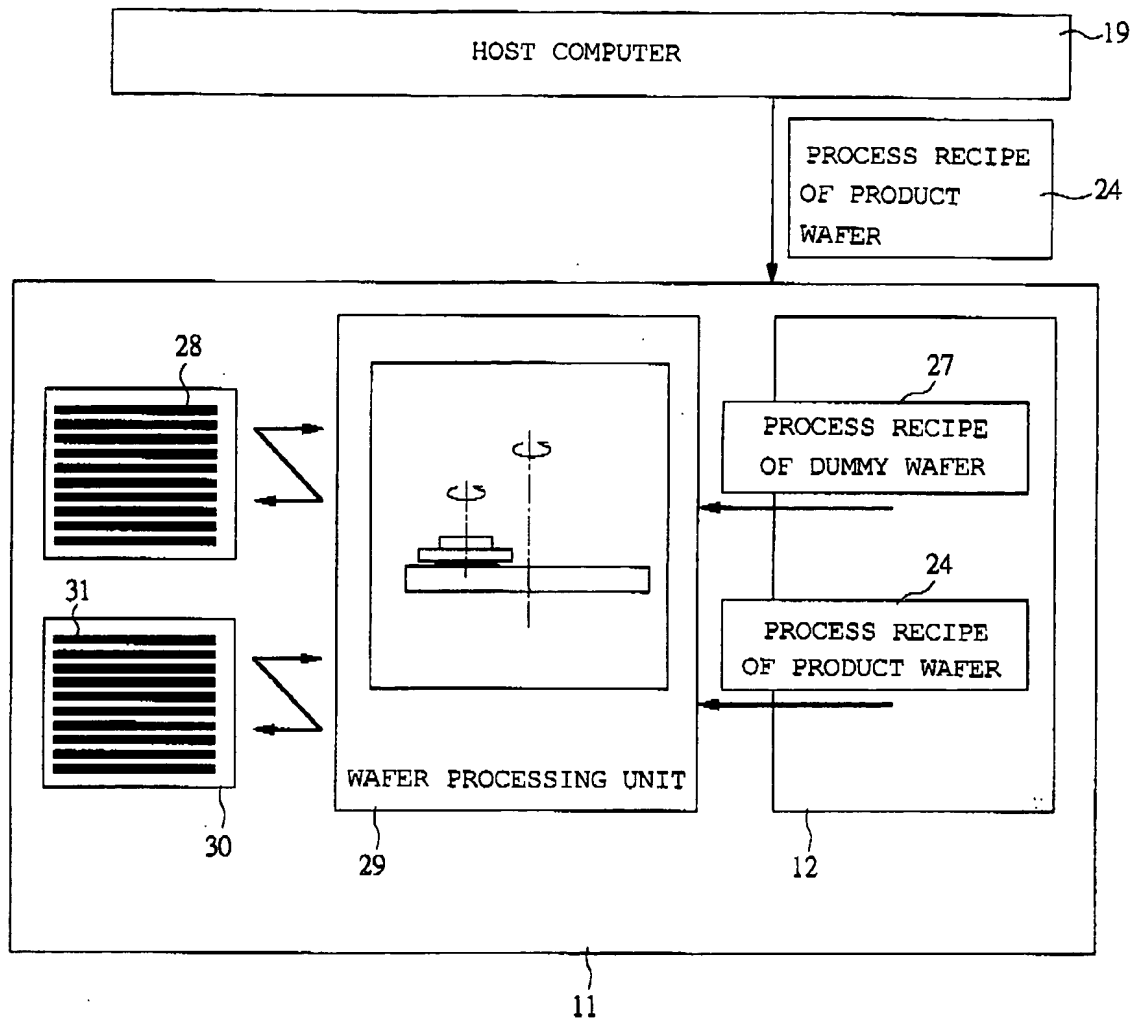 HOST COMPUTER
19
PROCESS RECIPE
OF PRODUCT
WAFER
24
28
27
PROCESS RECIPE
OF DUMMY WAFER
31
24
PROCESS RECIPE
OF PRODUCT WAFER
WAFER PROCESSING UNIT
30
29
12
11